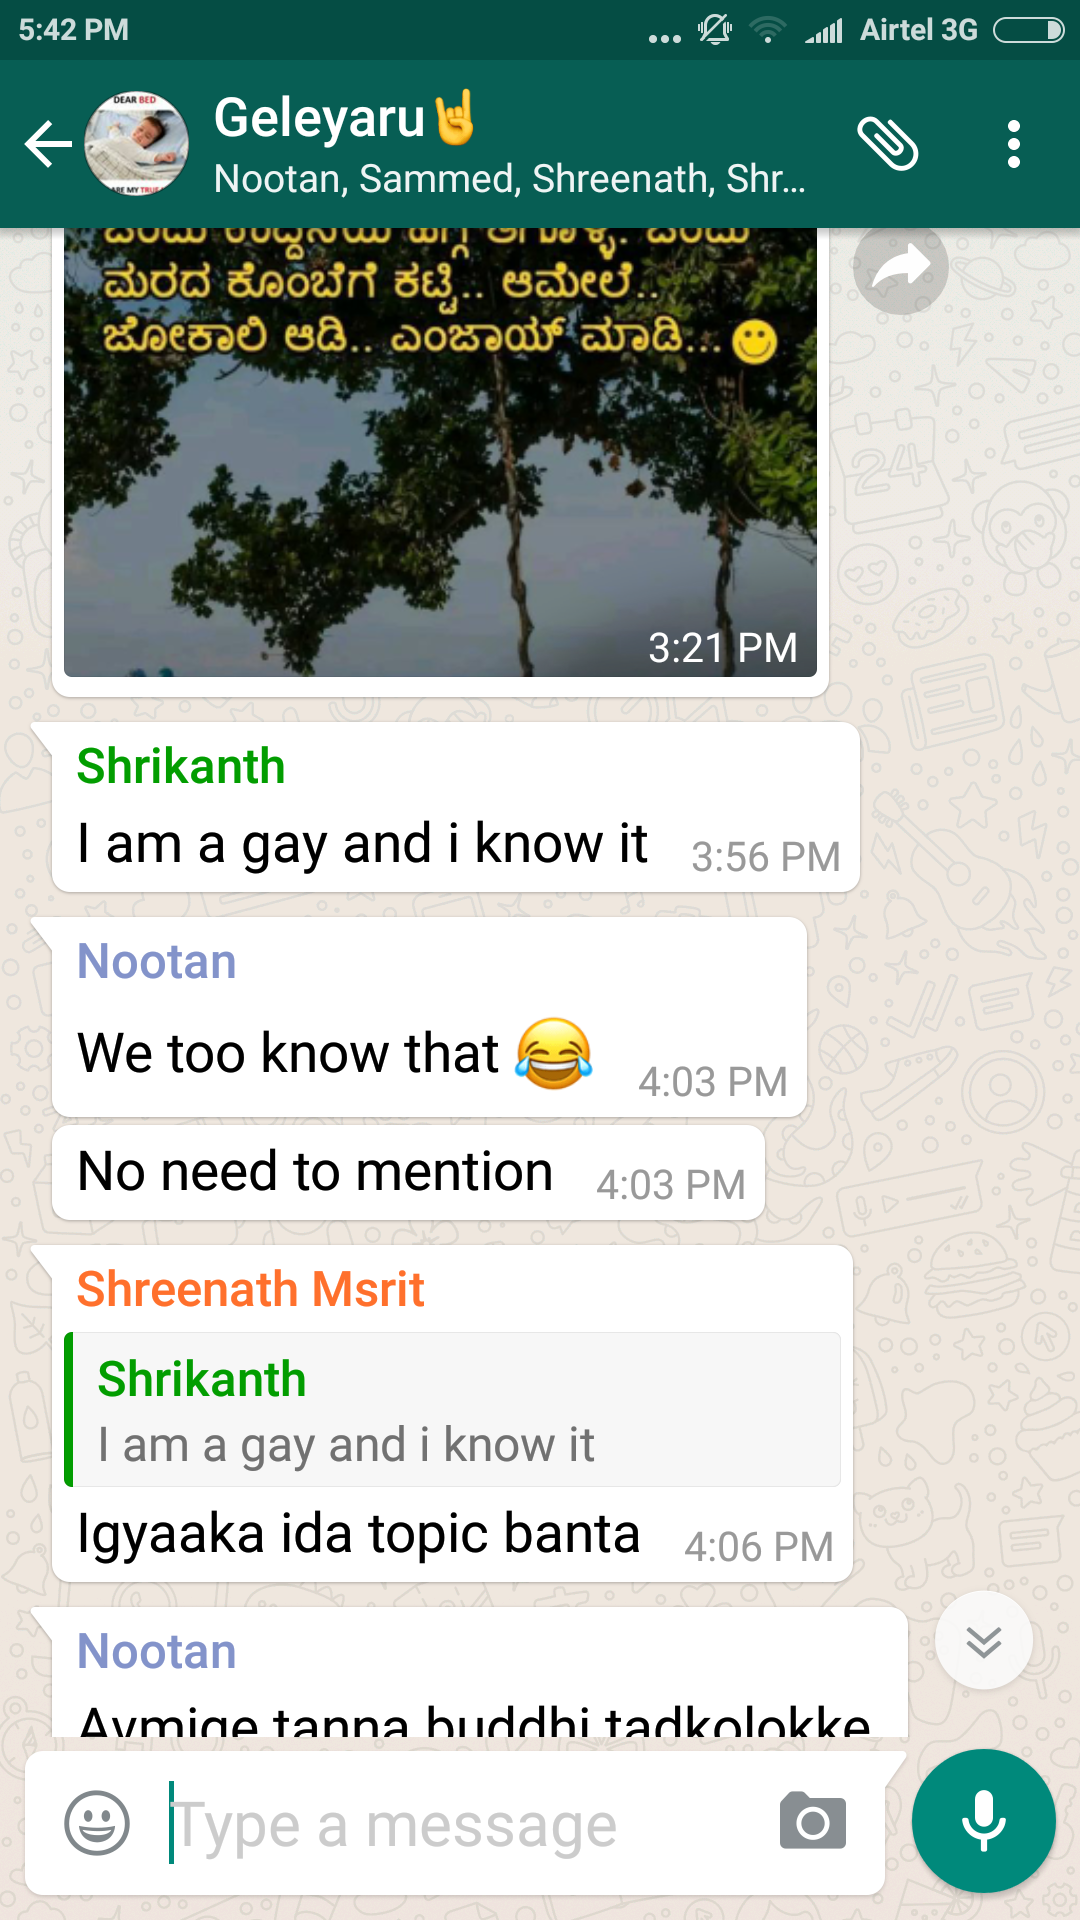 5:42 PM
Airtel 3G
DEAR BED
Geleyaru🤘
Nootan, Sammed, Shreenath, Shr...
ಮರದ ಕೊಂಬೆಗೆ ಕಟ್ಟಿ.. ಆಮೇಲೆ..
ಜೋಕಾಲಿ ಆಡಿ.. ಎಂಜಾಯ್ ಮಾಡಿ...
3:21 PM
Shrikanth
I am a gay and i know it 3:56 PM
Nootan
We too know that 😂 4:03 PM
No need to mention 4:03 PM
Shreenath Msrit
Shrikanth
I am a gay and i know it
Igyaaka ida topic banta 4:06 PM
Nootan
Avmige tanna buddhi tadkolokke
Type a message